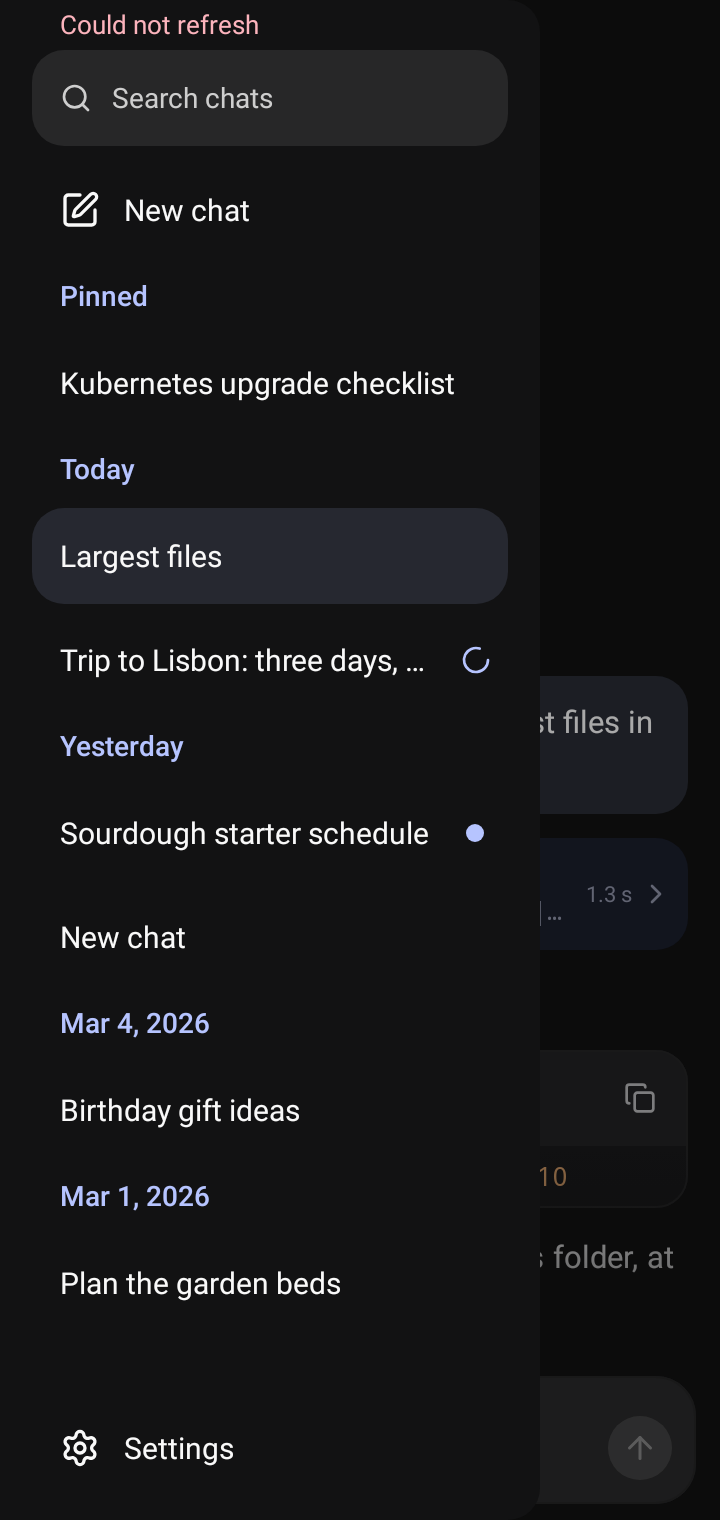 Could not refresh
Search chats
New chat
Pinned
Kubernetes upgrade checklist
Today
Largest files
Trip to Lisbon: three days, …
st files in
Yesterday
Sourdough starter schedule
1.3 s
…
New chat
Mar 4, 2026
Birthday gift ideas
10
Mar 1, 2026
folder, at
Plan the garden beds
Settings